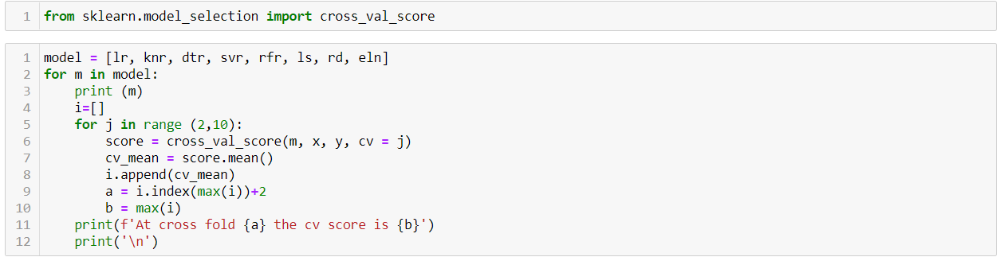 1 from sklearn.model_selection import cross_val_score
1 model = [lr, knr, dtr, svr, rfr, ls, rd, eln]
2 for m in model:
3     print (m)
4     i=[]
5     for j in range (2,10):
6         score = cross_val_score(m, x, y, cv = j)
7         cv_mean = score.mean()
8         i.append(cv_mean)
9         a = i.index(max(i))+2
10         b = max(i)
11     print(f'At cross fold {a} the cv score is {b}')
12     print('\n')